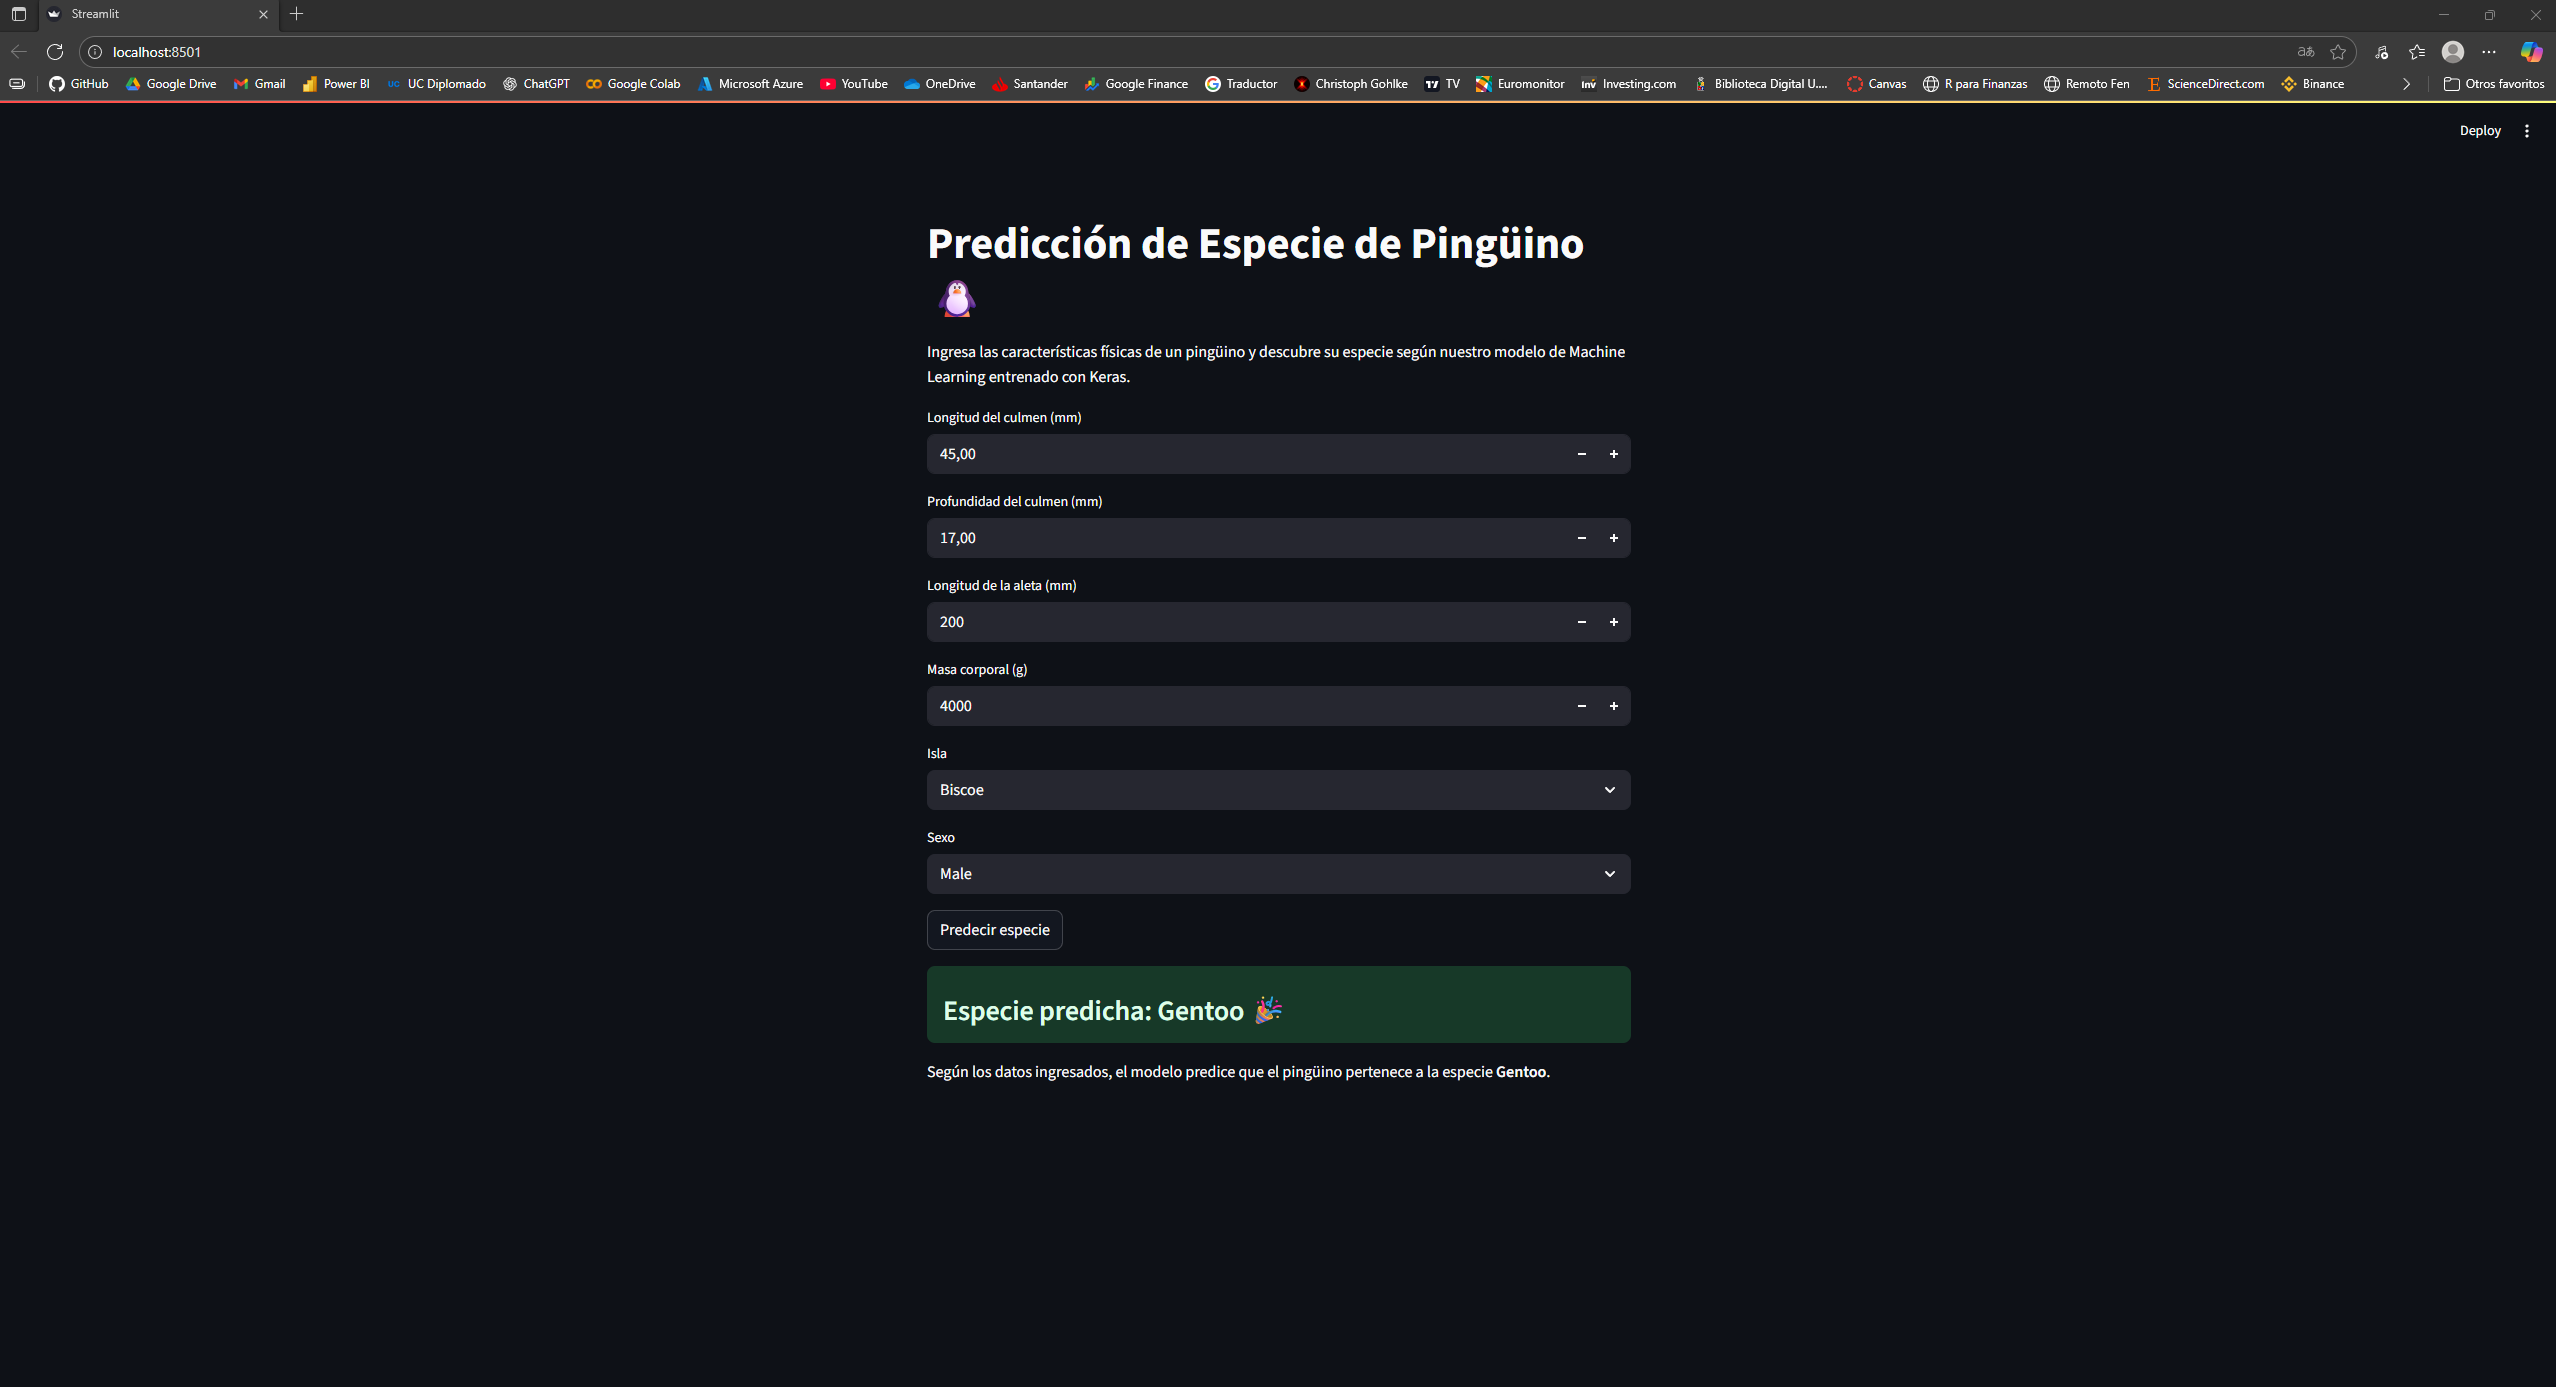 Streamlit
localhost:8501
GitHub Google Drive Gmail Power BI UC UC Diplomado ChatGPT Google Colab Microsoft Azure YouTube OneDrive Santander Google Finance Traductor Christoph Gohlke TV Euromonitor Inv Investing.com Biblioteca Digital U.... Canvas R para Finanzas Remoto Fen ScienceDirect.com Binance Otros favoritos
Deploy
Predicción de Especie de Pingüino
Ingresa las características físicas de un pingüino y descubre su especie según nuestro modelo de Machine
Learning entrenado con Keras.
Longitud del culmen (mm)
45,00
Profundidad del culmen (mm)
17,00
Longitud de la aleta (mm)
200
Masa corporal (g)
4000
Isla
Biscoe
Sexo
Male
Predecir especie
Especie predicha: Gentoo 🎉
Según los datos ingresados, el modelo predice que el pingüino pertenece a la especie Gentoo.